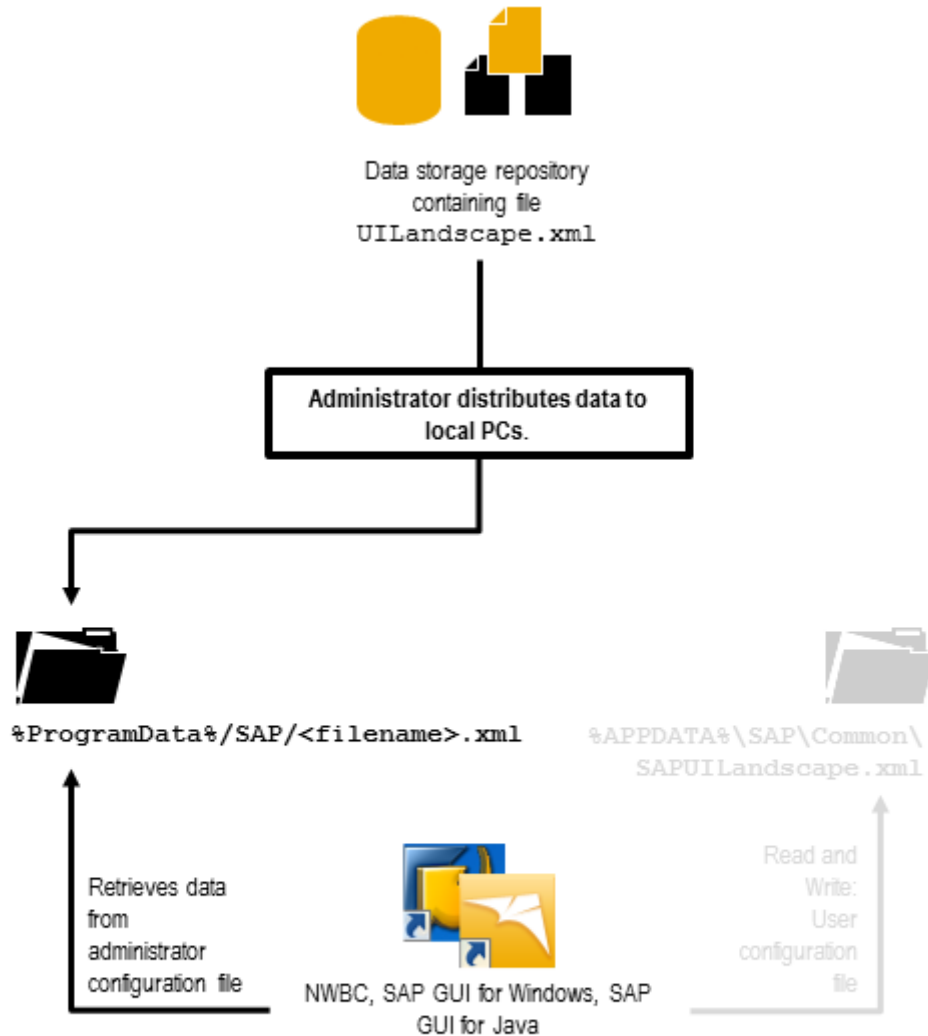 Data storage repository
containing file
UILandscape.xml
Administrator distributes data to
local PCs.
%ProgramData%/SAP/<filename>.xml
%APPDATA%\SAP\Common\
SAPUILandscape.xml
Retrieves data
from
administrator
configuration file
Read and
Write:
User
configuration
file
NWBC, SAP GUI for Windows, SAP
GUI for Java